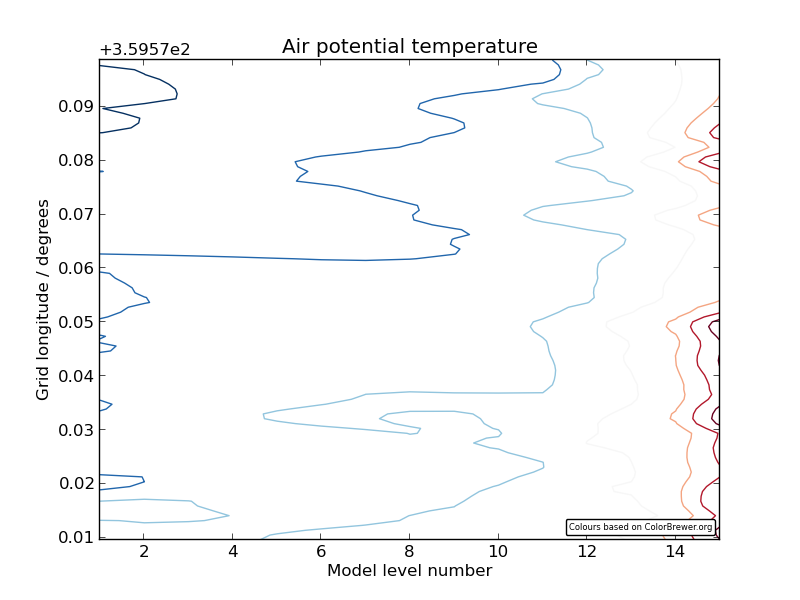 Air potential temperature
+3.5957e2
0.09
0.08
0.07
0.06
0.05
0.04
0.03
0.02
0.01
Grid longitude / degrees
2 4 6 8 10 12 14
Model level number
Colours based on ColorBrewer.org